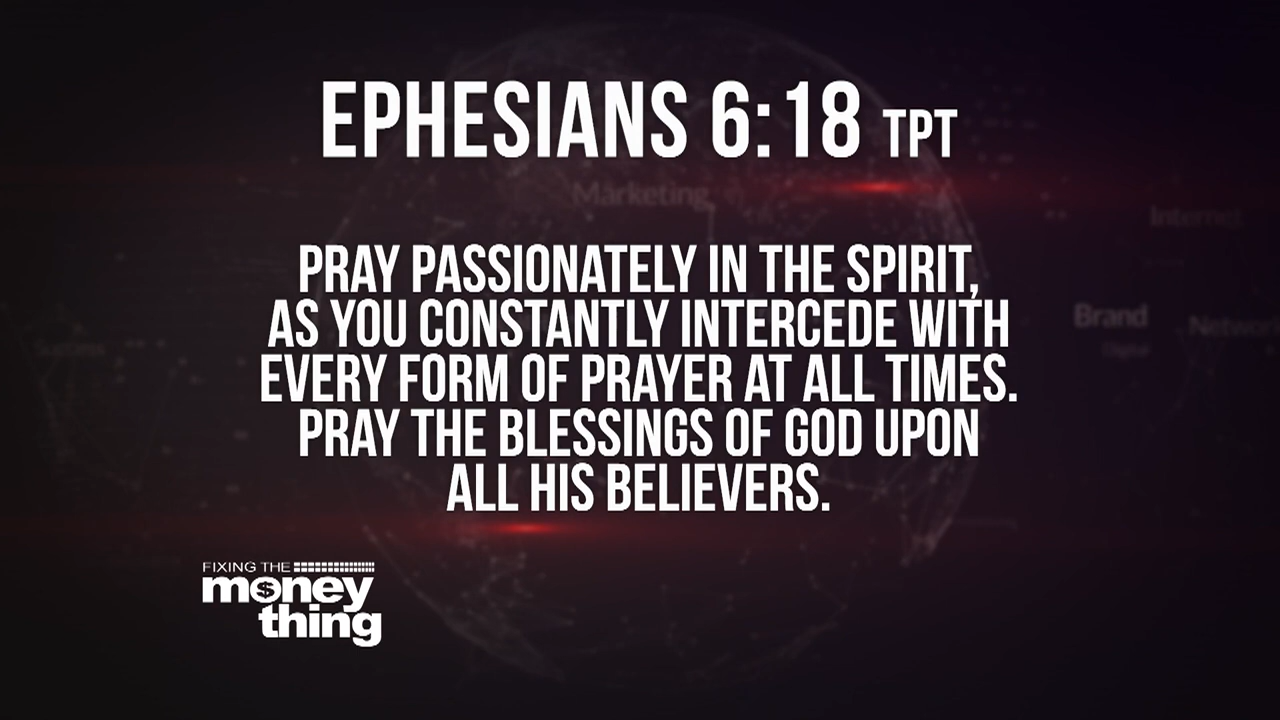 EPHESIANS 6:18 TPT
Marketing
Internet
PRAY PASSIONATELY IN THE SPIRIT,
AS YOU CONSTANTLY INTERCEDE WITH
Brand
EVERY FORM OF PRAYER AT ALL TIMES.
PRAY THE BLESSINGS OF GOD UPON
ALL HIS BELIEVERS.
FIXING THE
money
thing